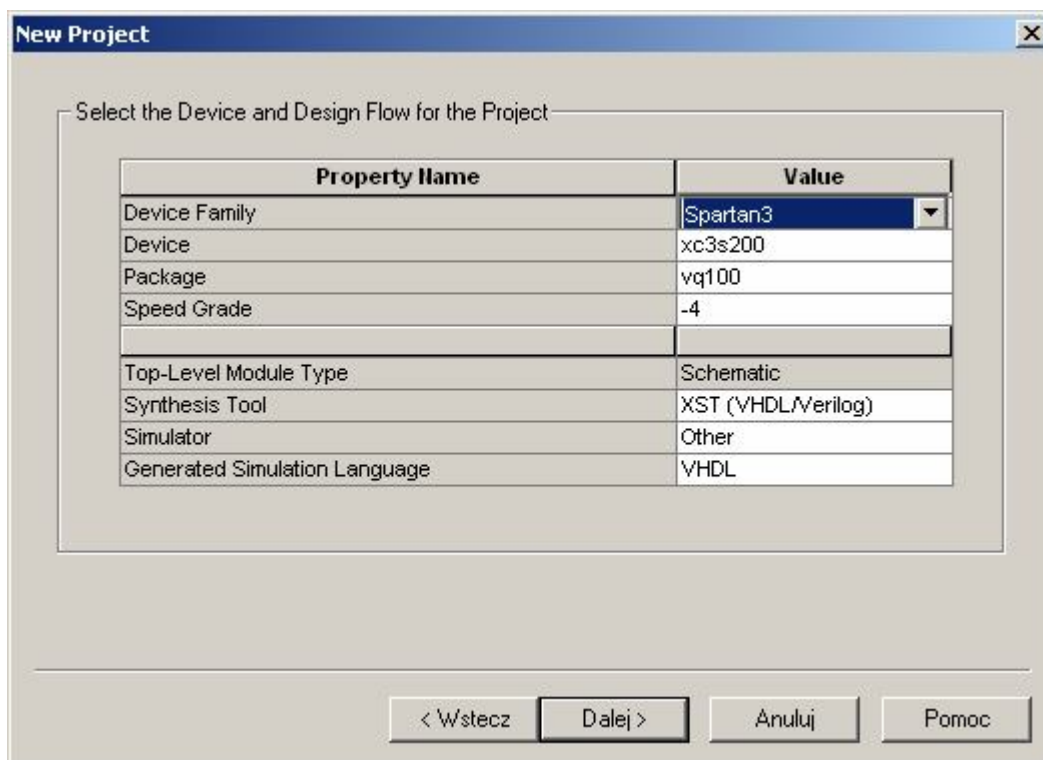 New Project
Select the Device and Design Flow for the Project
Property Name Value
Device Family Spartan3
Device xc3s200
Package vq100
Speed Grade -4
Top-Level Module Type Schematic
Synthesis Tool XST (VHDL/Verilog)
Simulator Other
Generated Simulation Language VHDL
< Wstecz Dalej > Anuluj Pomoc